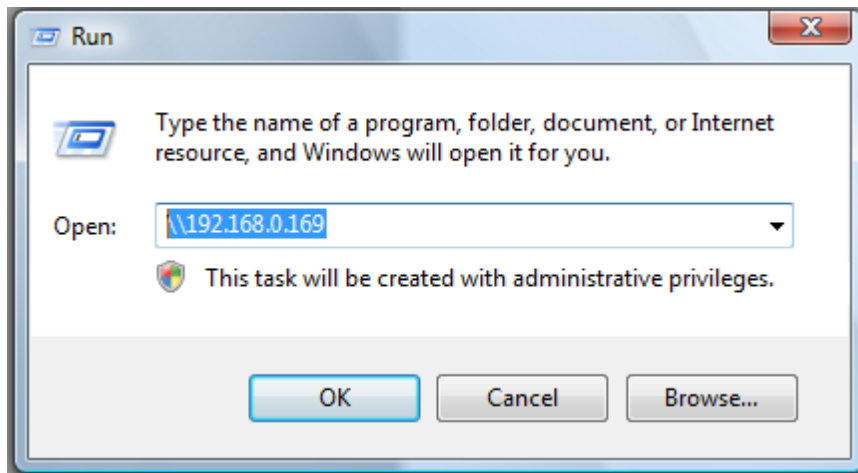 Run
Type the name of a program, folder, document, or Internet
resource, and Windows will open it for you.
Open: \\192.168.0.169
This task will be created with administrative privileges.
OK Cancel Browse...